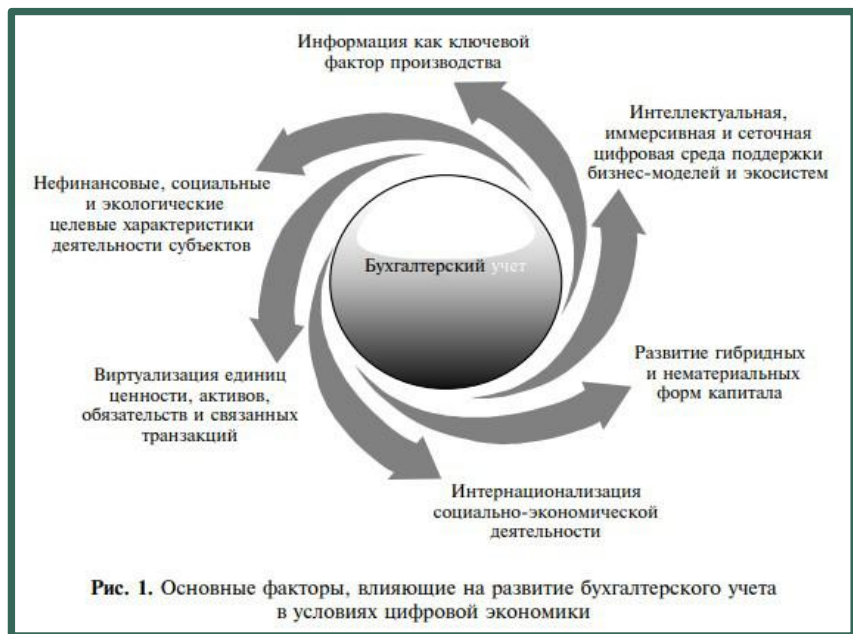 Информация как ключевой
фактор производства
Интеллектуальная,
иммерсивная и сеточная
цифровая среда поддержки
бизнес-моделей и экосистем
Нефинансовые, социальные
и экологические
целевые характеристики
деятельности субъектов
Бухгалтерский учет
Развитие гибридных
и нематериальных
форм капитала
Виртуализация единиц
ценности, активов,
обязательств и связанных
транзакций
Интернационализация
социально-экономической
деятельности
Рис. 1. Основные факторы, влияющие на развитие бухгалтерского учета
в условиях цифровой экономики